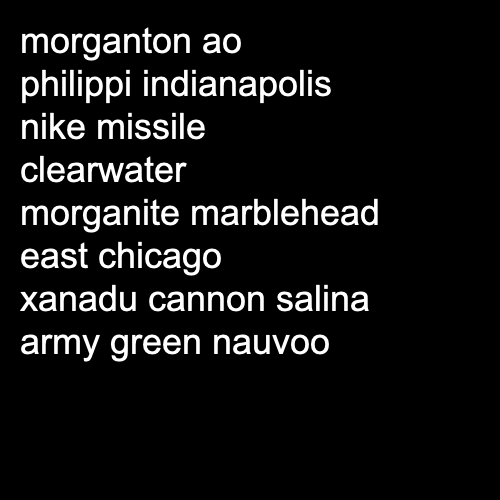 morganton ao
philippi indianapolis
nike missile
clearwater
morganite marblehead
east chicago
xanadu cannon salina
army green nauvoo